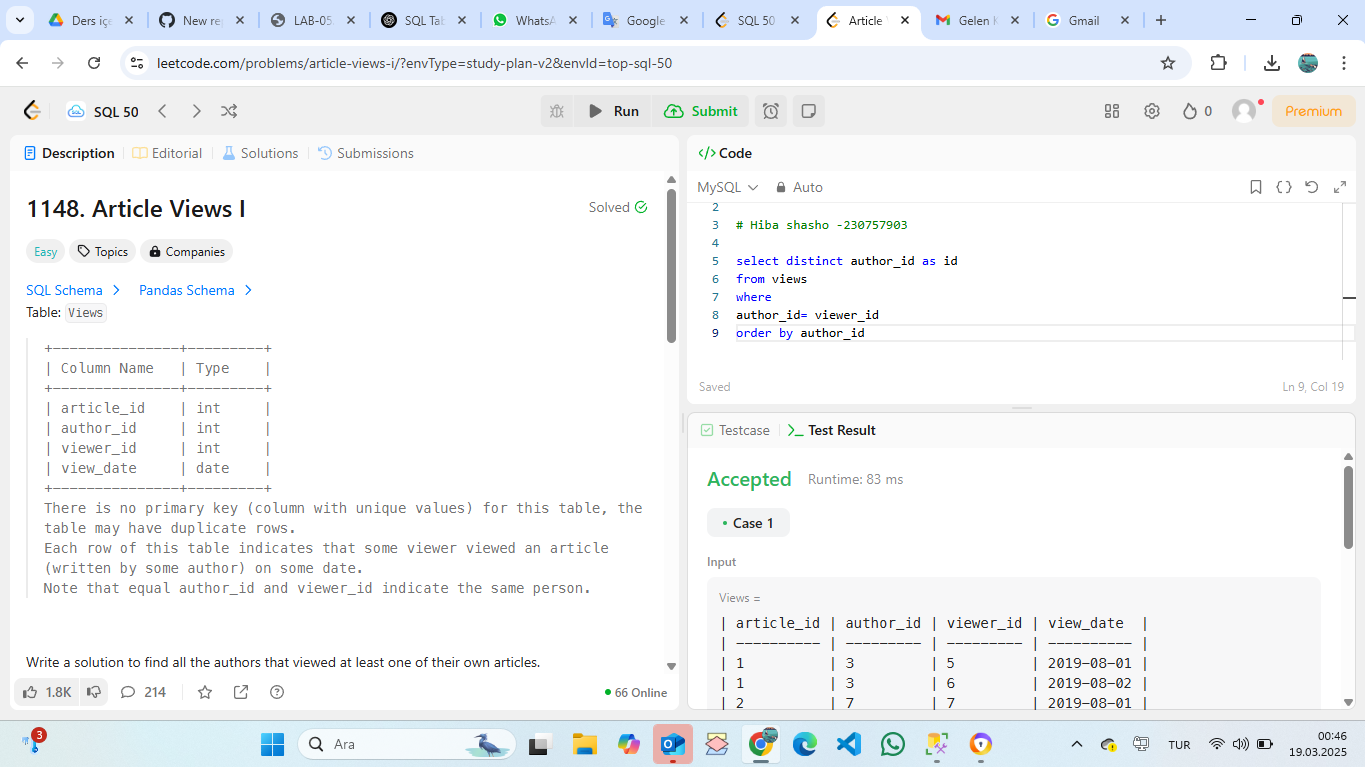 Ders içe
New re
LAB-05
SQL Tab
WhatsA
Google
SQL 50
Article V
Gelen K
Gmail
leetcode.com/problems/article-views-i/?envType=study-plan-v2&envId=top-sql-50
SQL 50
Run
Submit
0
Premium
Description
Editorial
Solutions
Submissions
1148. Article Views I
Solved
Easy
Topics
Companies
SQL Schema
Pandas Schema
Table: Views
+---------------+---------+
| Column Name   | Type    |
+---------------+---------+
| article_id    | int     |
| author_id     | int     |
| viewer_id     | int     |
| view_date     | date    |
+---------------+---------+
There is no primary key (column with unique values) for this table, the
table may have duplicate rows.
Each row of this table indicates that some viewer viewed an article
(written by some author) on some date.
Note that equal author_id and viewer_id indicate the same person.
Write a solution to find all the authors that viewed at least one of their own articles.
1.8K
214
66 Online
Code
MySQL
Auto
2
3 # Hiba shasho -230757903
4
5 select distinct author_id as id
6 from views
7 where
8 author_id= viewer_id
9 order by author_id
Saved
Ln 9, Col 19
Testcase
Test Result
Accepted
Runtime: 83 ms
Case 1
Input
Views =
| article_id | author_id | viewer_id | view_date  |
| ---------- | --------- | --------- | ---------- |
| 1          | 3         | 5         | 2019-08-01 |
| 1          | 3         | 6         | 2019-08-02 |
| 2          | 7         | 7         | 2019-08-01 |
3
Ara
TUR
00:46
19.03.2025